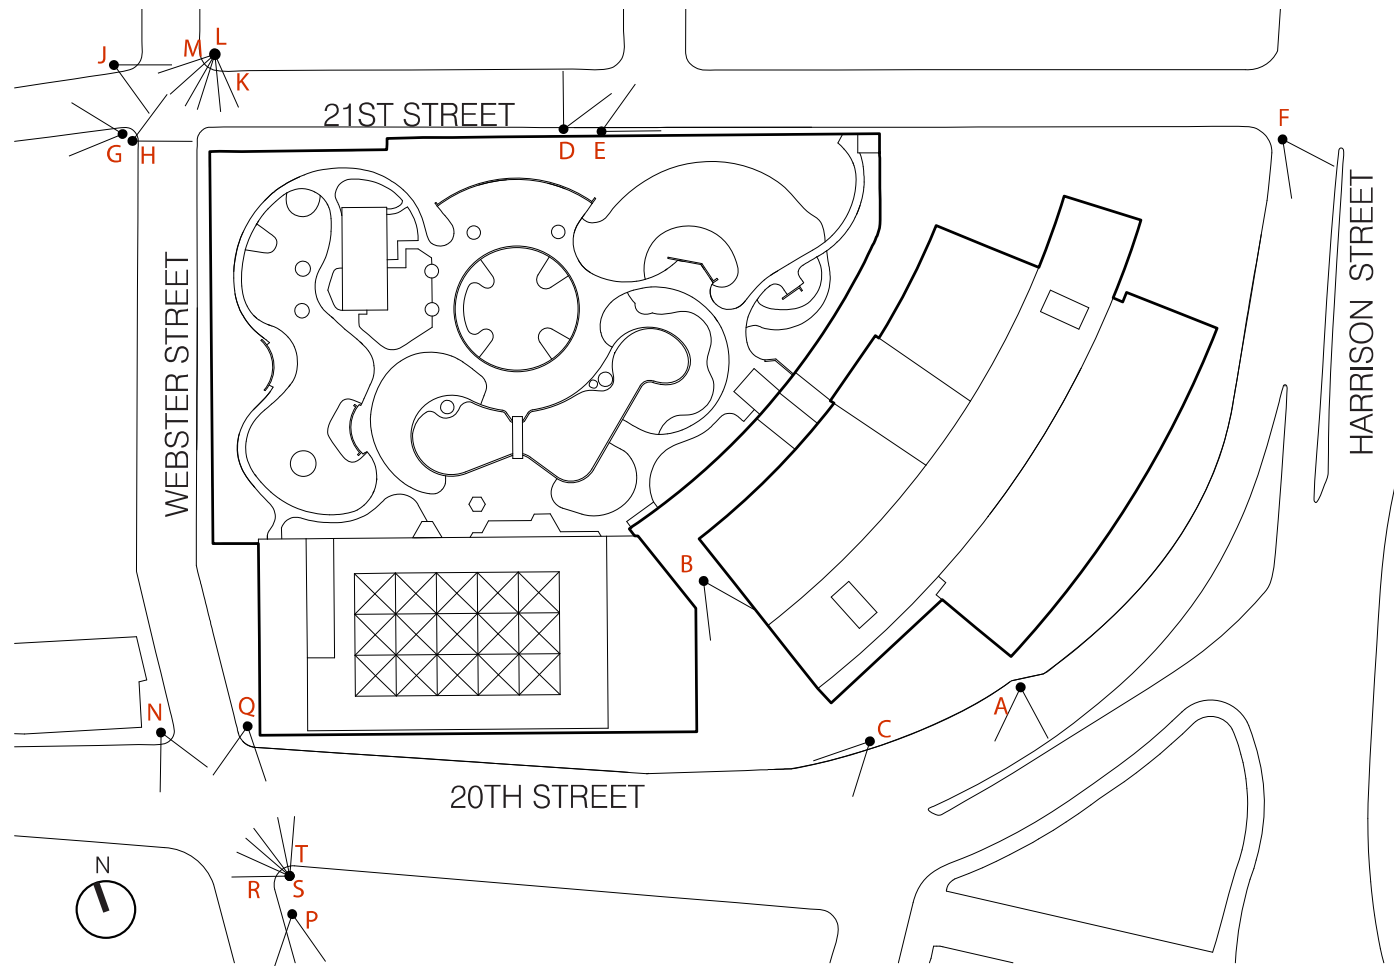 L
M
J
K
21ST STREET
F
G
H
D
E
HARRISON STREET
WEBSTER STREET
B
A
N
Q
C
20TH STREET
T
N
R
S
P